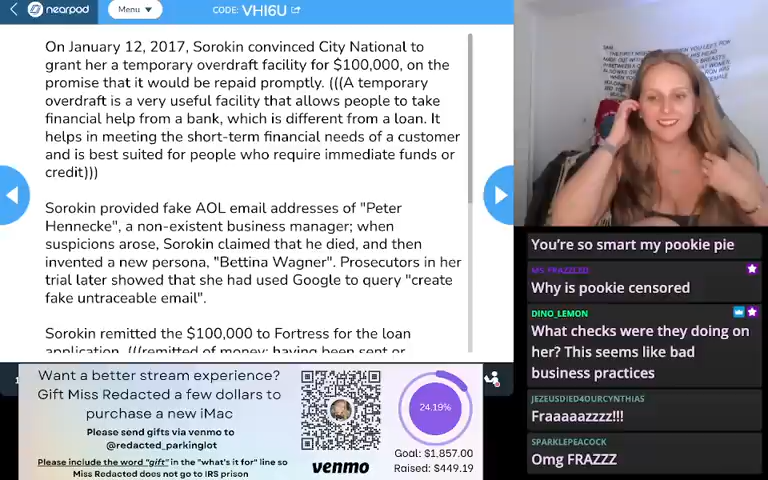 nearpod
Menu
CODE: VHI6U
On January 12, 2017, Sorokin convinced City National to
grant her a temporary overdraft facility for $100,000, on the
promise that it would be repaid promptly. (((A temporary
overdraft is a very useful facility that allows people to take
financial help from a bank, which is different from a loan. It
helps in meeting the short-term financial needs of a customer
and is best suited for people who require immediate funds or
credit)))
Sorokin provided fake AOL email addresses of "Peter
Hennecke", a non-existent business manager; when
suspicions arose, Sorokin claimed that he died, and then
invented a new persona, "Bettina Wagner". Prosecutors in her
trial later showed that she had used Google to query "create
fake untraceable email".
Sorokin remitted the $100,000 to Fortress for the loan
application. (((remitted of money: having been sent or
You're so smart my pookie pie
MS_FRAZZLED
Why is pookie censored
DINO_LEMON
What checks were they doing on
her? This seems like bad
business practices
JEZEUSDIED4OURCYNTHIAS
Fraaaaazzzz!!!
SPARKLEPEACOCK
Omg FRAZZZ
Want a better stream experience?
Gift Miss Redacted a few dollars to
purchase a new iMac
Please send gifts via venmo to
@redacted_parkinglot
Please include the word "gift" in the "what's it for" line so
Miss Redacted does not go to IRS prison
venmo
24.19%
Goal: $1,857.00
Raised: $449.19